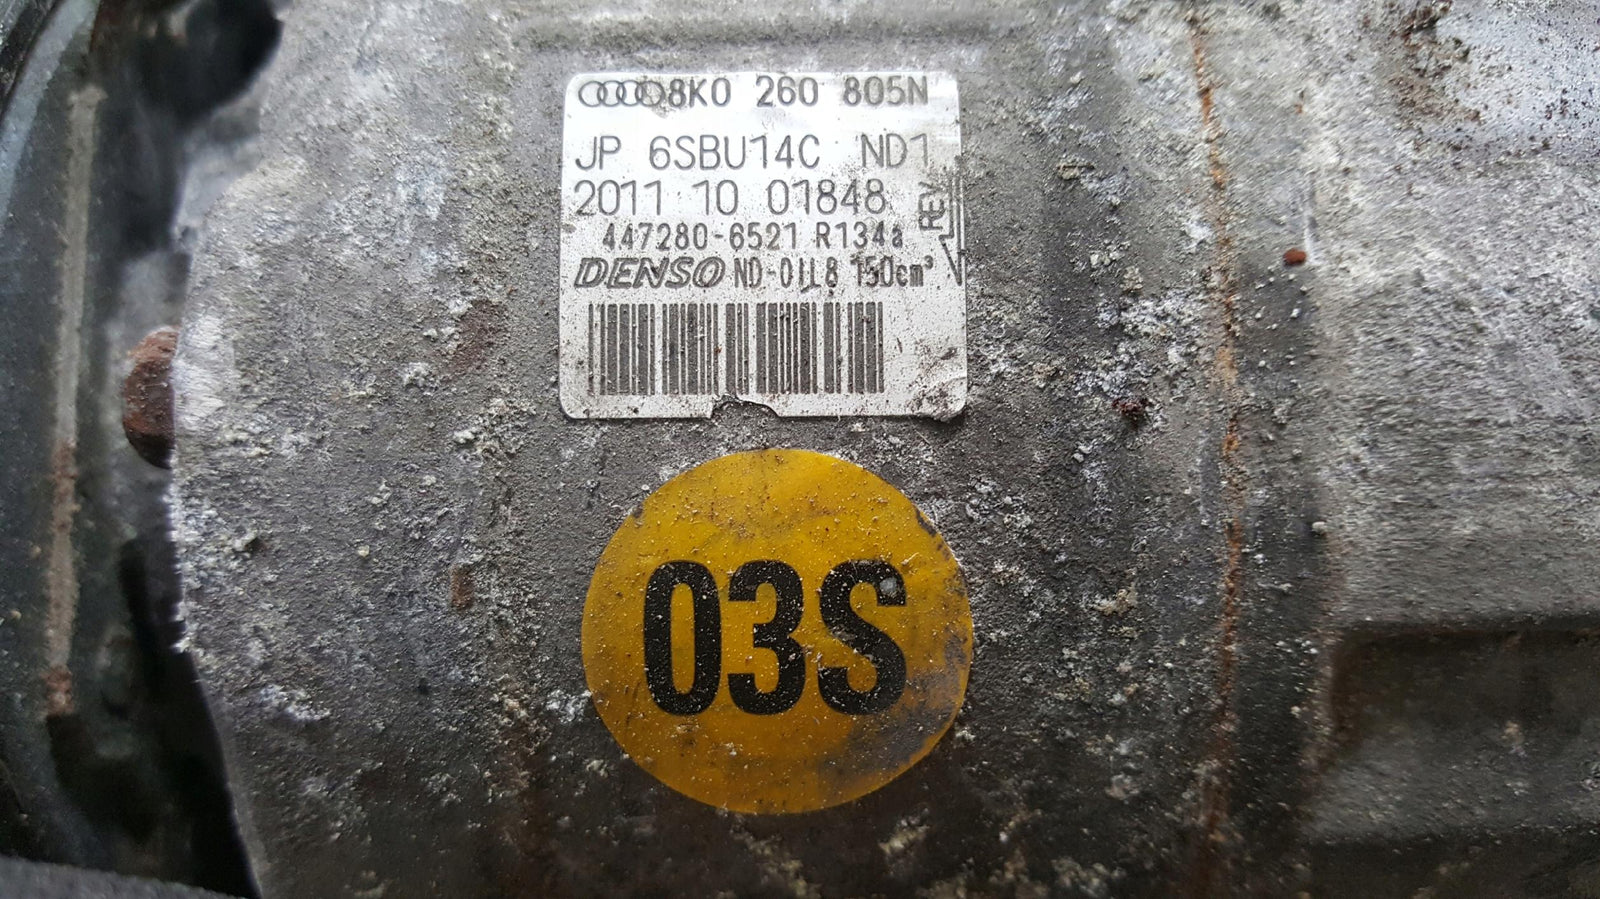 8K0 260 805N
JP 6SBU14C ND1
2011 10 01848
REV
447280-6521 R134a
DENSO ND-OIL8 150cm³
03S